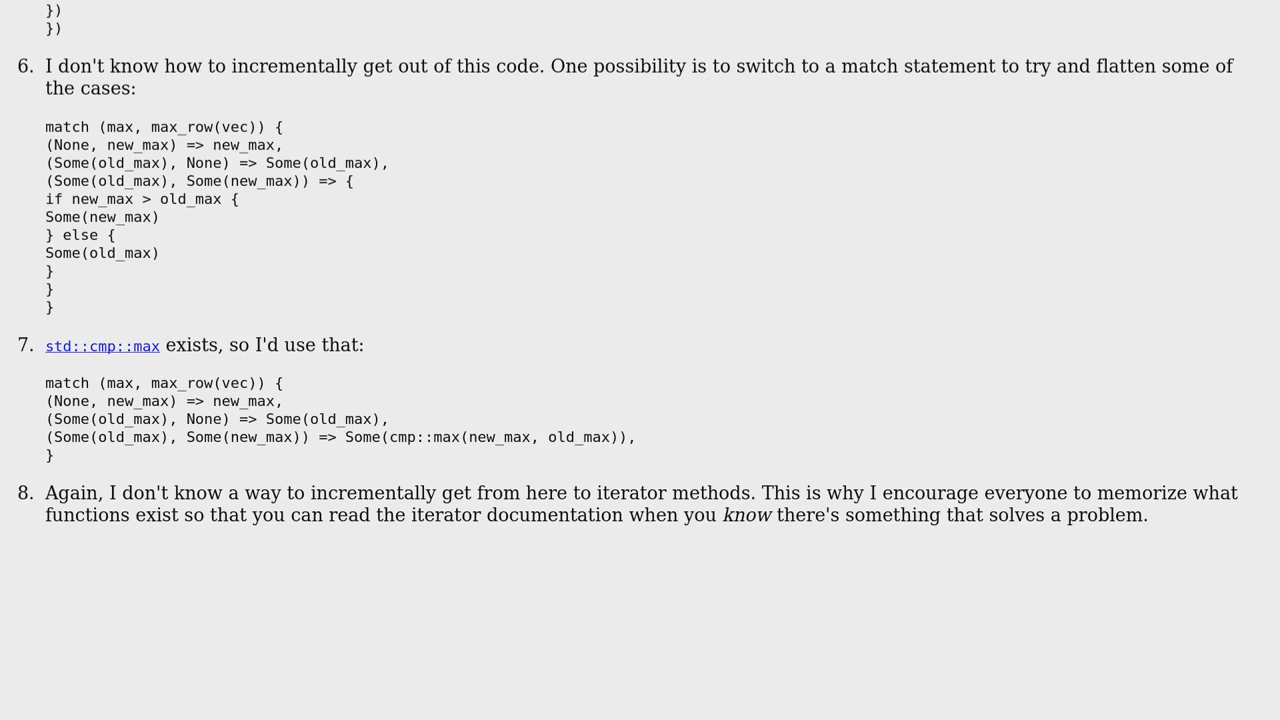 })
})
6. I don't know how to incrementally get out of this code. One possibility is to switch to a match statement to try and flatten some of
the cases:
match (max, max_row(vec)) {
(None, new_max) => new_max,
(Some(old_max), None) => Some(old_max),
(Some(old_max), Some(new_max)) => {
if new_max > old_max {
Some(new_max)
} else {
Some(old_max)
}
}
}
7. std::cmp::max exists, so I'd use that:
match (max, max_row(vec)) {
(None, new_max) => new_max,
(Some(old_max), None) => Some(old_max),
(Some(old_max), Some(new_max)) => Some(cmp::max(new_max, old_max)),
}
8. Again, I don't know a way to incrementally get from here to iterator methods. This is why I encourage everyone to memorize what
functions exist so that you can read the iterator documentation when you know there's something that solves a problem.